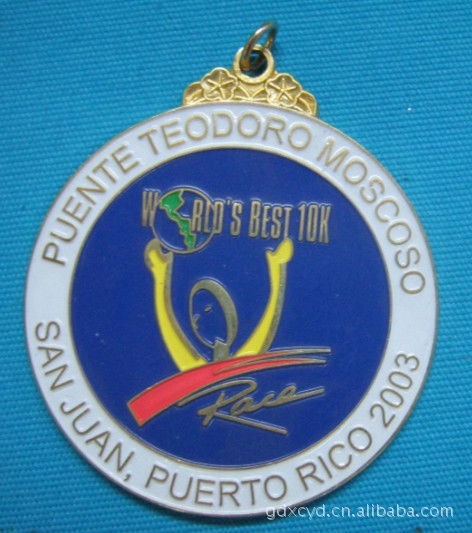 PUENTE TEODORO MOSCOSO
WORLD'S BEST 10K
Race
SAN JUAN, PUERTO RICO 2003
gdxcyd.cn.alibaba.com